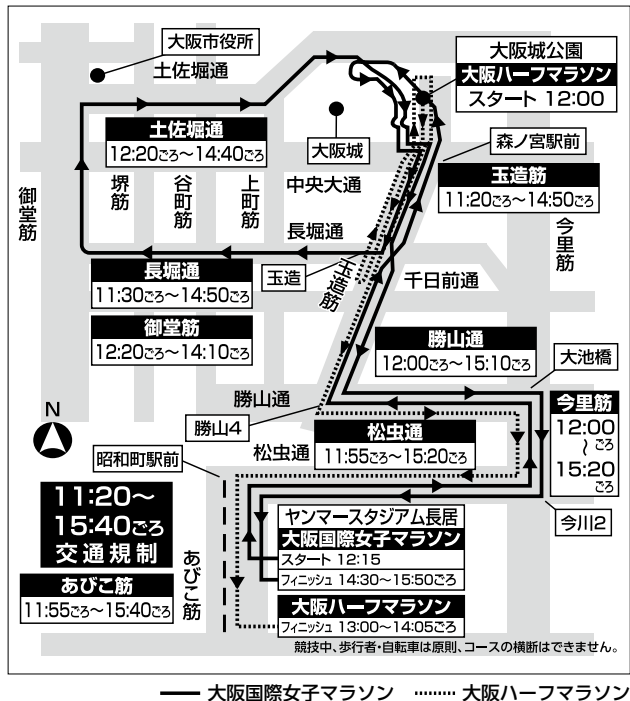 大阪市役所
土佐堀通
大阪城公園
大阪ハーフマラソン
スタート 12:00
土佐堀通
12:20ごろ～14:40ごろ
大阪城
森ノ宮駅前
玉造筋
11:20ごろ～14:50ごろ
御堂筋
堺筋
谷町筋
上町筋
中央大通
長堀通
今里筋
長堀通
11:30ごろ～14:50ごろ
玉造
玉造筋
千日前通
御堂筋
12:20ごろ～14:10ごろ
勝山通
12:00ごろ～15:10ごろ
大池橋
勝山通
勝山4
今里筋
12:00ごろ
～
15:20ごろ
N
松虫通
松虫通
11:55ごろ～15:20ごろ
昭和町駅前
11:20～
15:40ごろ
交通規制
今川2
ヤンマースタジアム長居
大阪国際女子マラソン
スタート 12:15
フィニッシュ 14:30～15:50ごろ
あびこ筋
あびこ筋
11:55ごろ～15:40ごろ
大阪ハーフマラソン
フィニッシュ 13:00～14:05ごろ
競技中、歩行者・自転車は原則、コースの横断はできません。
大阪国際女子マラソン
大阪ハーフマラソン